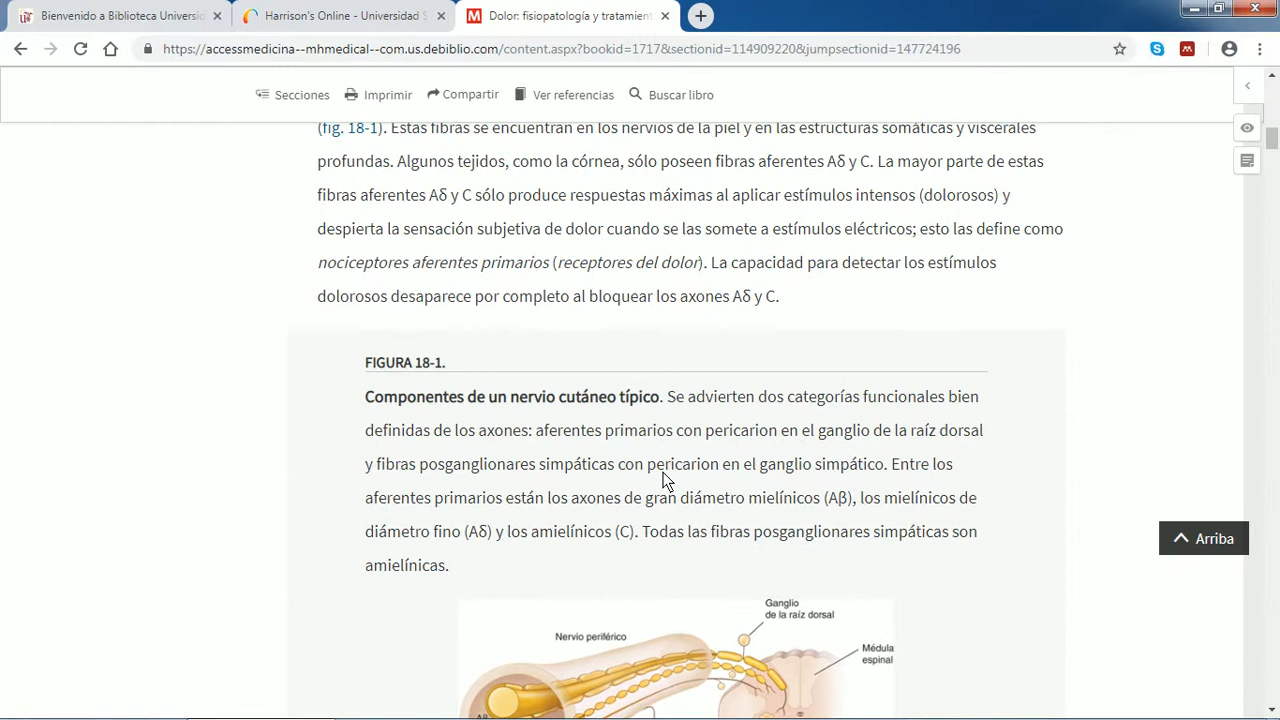 Bienvenido a Biblioteca Universid
Harrison's Online - Universidad S
Dolor: fisiopatología y tratamient
https://accessmedicina--mhmedical--com.us.debiblio.com/content.aspx?bookid=1717&sectionid=114909220&jumpsectionid=147724196
Secciones Imprimir Compartir Ver referencias Buscar libro
(fig. 18-1). Estas fibras se encuentran en los nervios de la piel y en las estructuras somáticas y viscerales
profundas. Algunos tejidos, como la córnea, sólo poseen fibras aferentes Aδ y C. La mayor parte de estas
fibras aferentes Aδ y C sólo produce respuestas máximas al aplicar estímulos intensos (dolorosos) y
despierta la sensación subjetiva de dolor cuando se las somete a estímulos eléctricos; esto las define como
nociceptores aferentes primarios (receptores del dolor). La capacidad para detectar los estímulos
dolorosos desaparece por completo al bloquear los axones Aδ y C.
FIGURA 18-1.
Componentes de un nervio cutáneo típico. Se advierten dos categorías funcionales bien
definidas de los axones: aferentes primarios con pericarion en el ganglio de la raíz dorsal
y fibras posganglionares simpáticas con pericarion en el ganglio simpático. Entre los
aferentes primarios están los axones de gran diámetro mielínicos (Aβ), los mielínicos de
diámetro fino (Aδ) y los amielínicos (C). Todas las fibras posganglionares simpáticas son
amielínicas.
Arriba
Ganglio
de la raíz dorsal
Nervio periférico
Médula
espinal